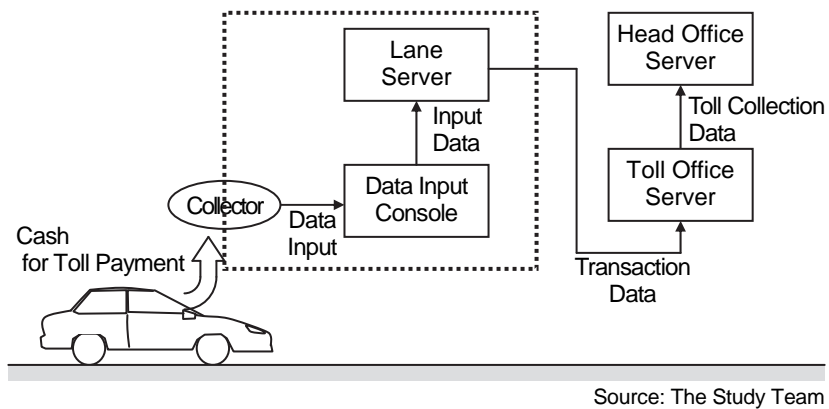 Lane
Server
Head Office
Server
Input
Data
Toll Collection
Data
Collector
Data
Input
Data Input
Console
Toll Office
Server
Cash
for Toll Payment
Transaction
Data
Source: The Study Team